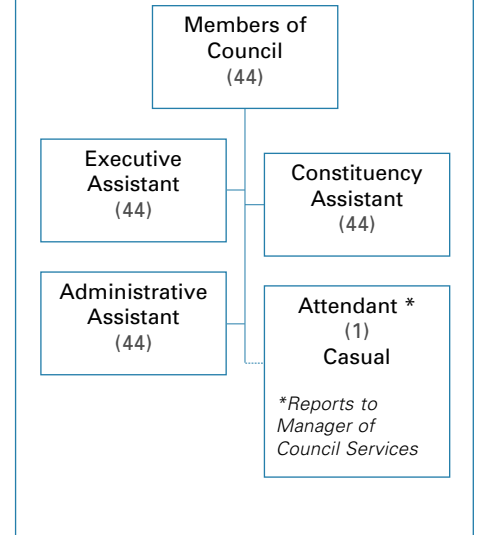 Members of
Council
(44)
Executive
Assistant
(44)
Constituency
Assistant
(44)
Administrative
Assistant
(44)
Attendant *
(1)
Casual
*Reports to
Manager of
Council Services